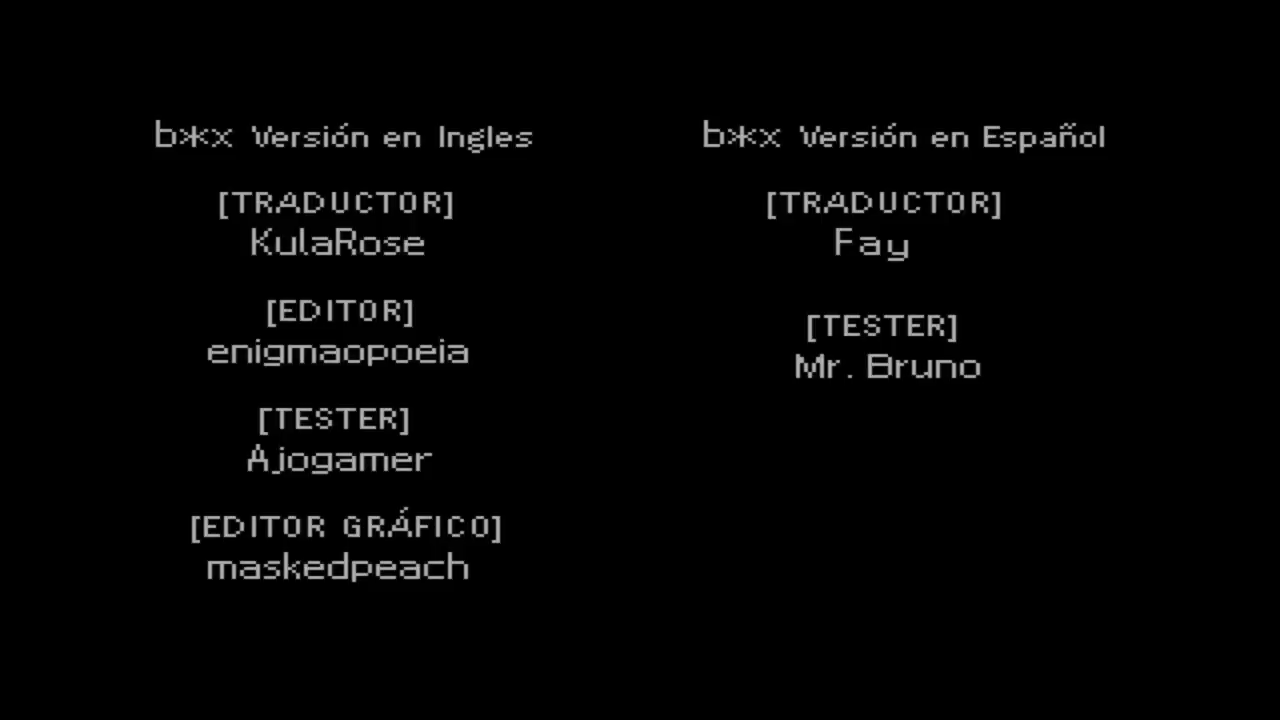 b*x Versión en Ingles
[TRADUCTOR]
KulaRose
[EDITOR]
enigmaopoeia
[TESTER]
Ajogamer
[EDITOR GRÁFICO]
maskedpeach
b*x Versión en Español
[TRADUCTOR]
Fay
[TESTER]
Mr. Bruno